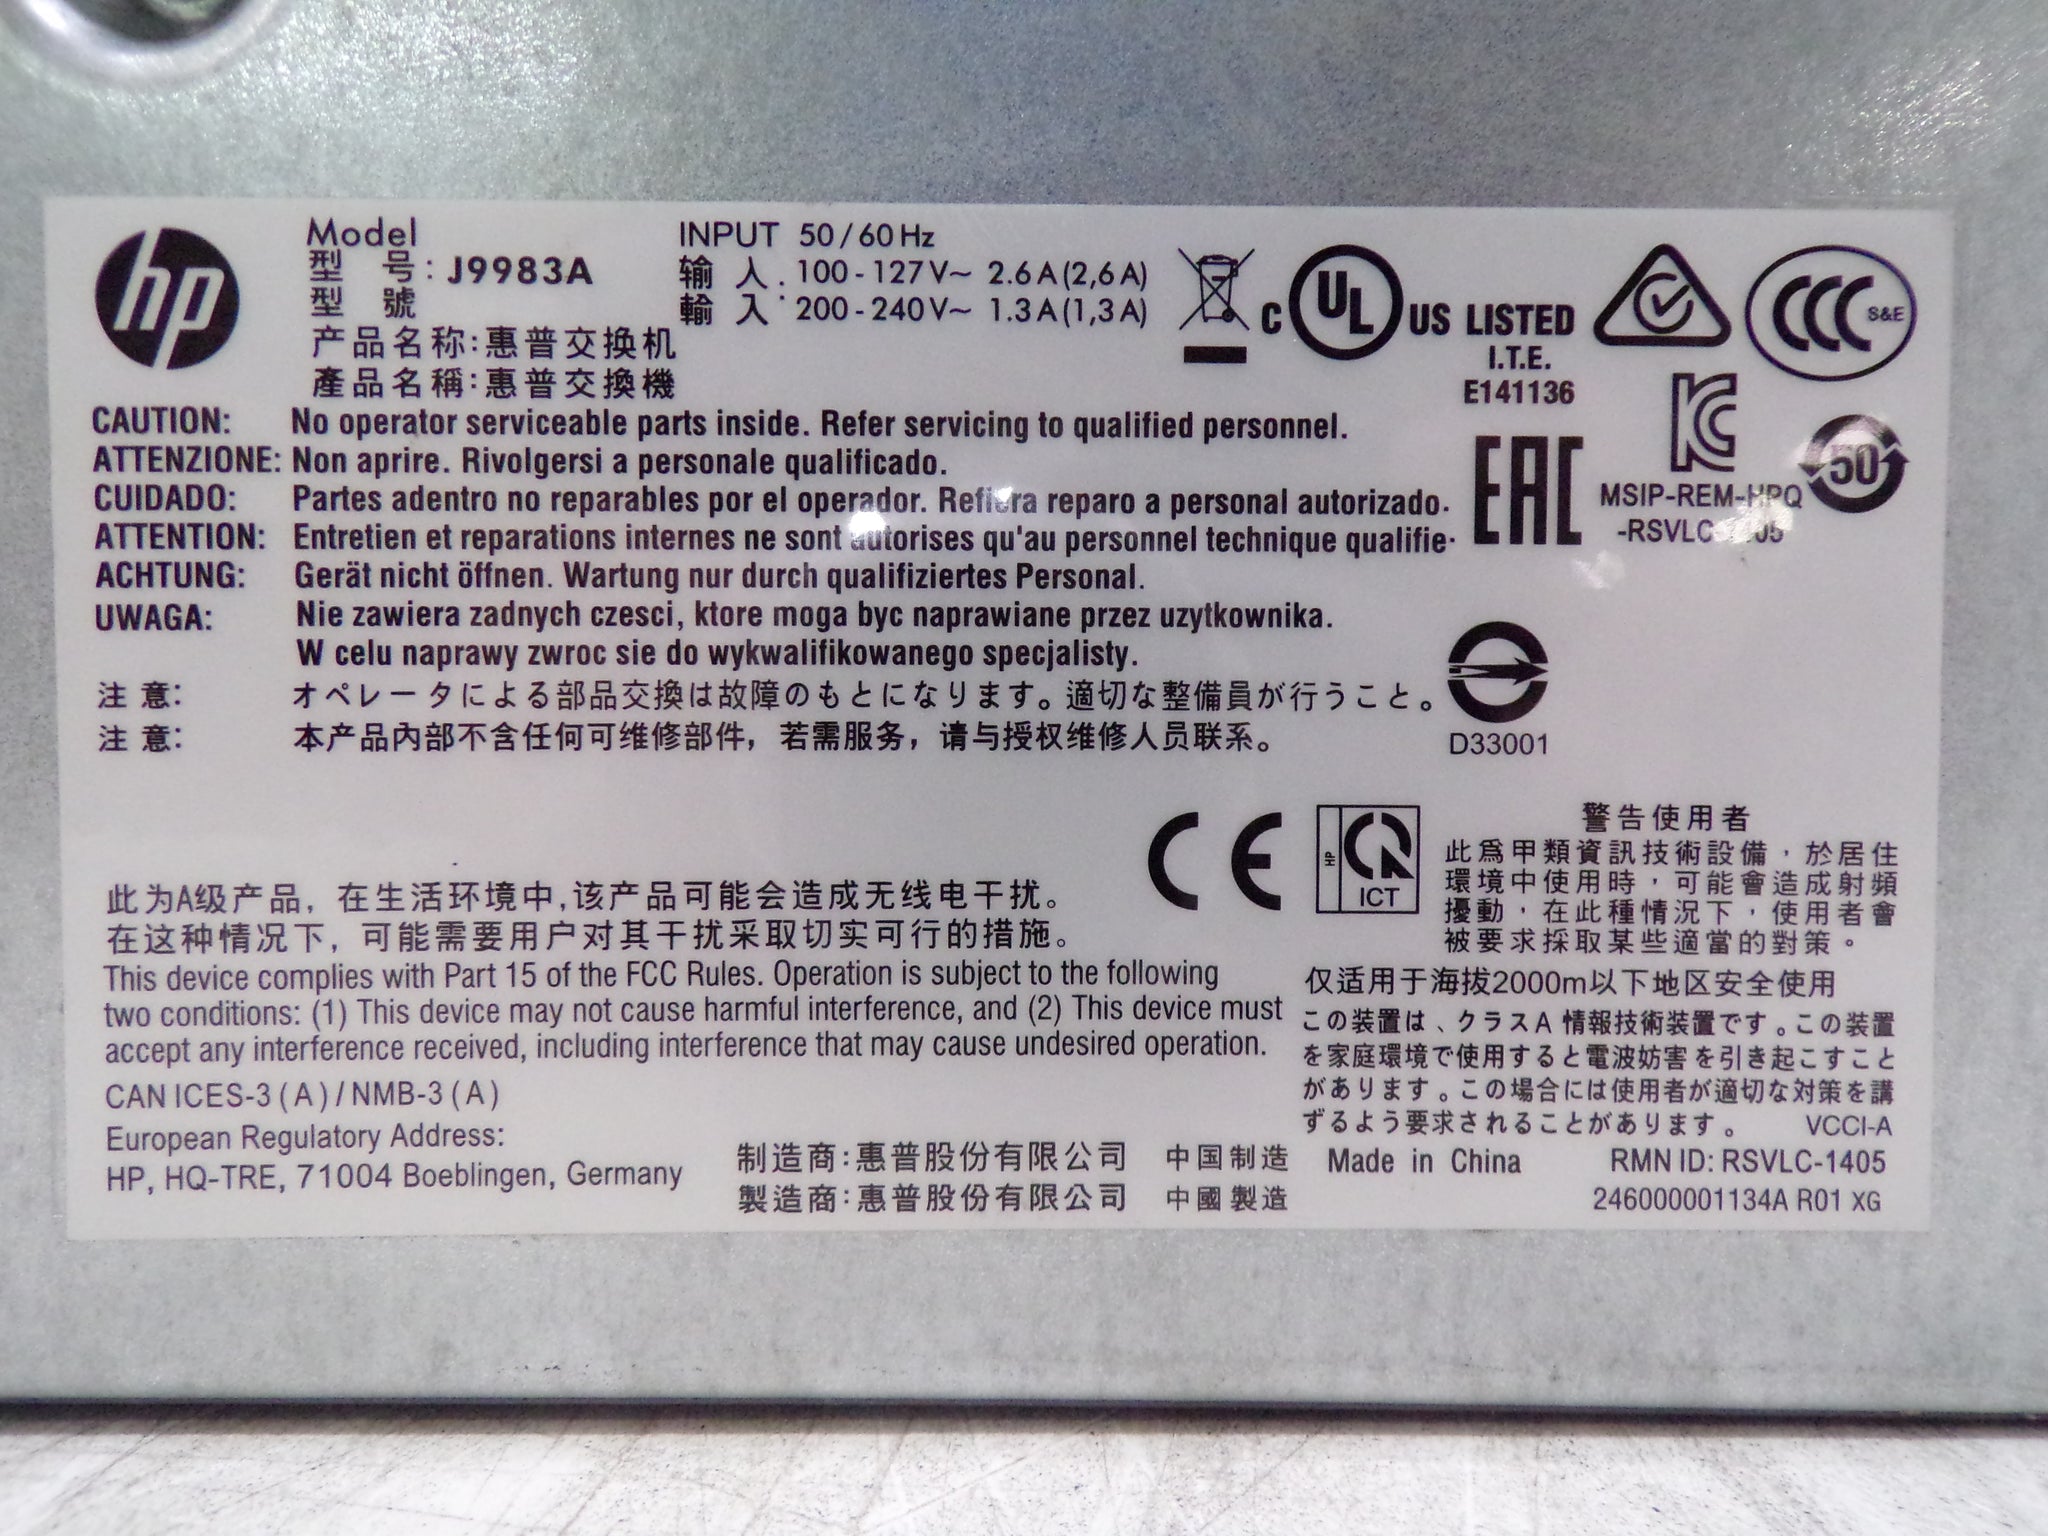 hp
Model
型 号: J9983A
型 號
产品名称:惠普交换机
產品名稱:惠普交換機
INPUT 50/60Hz
输 入 : 100-127V~ 2.6A(2,6A)
輸 入 200-240V~ 1.3A(1,3A)
C UL US LISTED
I.T.E.
E141136
CCC S&E
KC
MSIP-REM-HPQ
-RSVLC-1405
50
EAC
CAUTION: No operator serviceable parts inside. Refer servicing to qualified personnel.
ATTENZIONE: Non aprire. Rivolgersi a personale qualificado.
CUIDADO: Partes adentro no reparables por el operador. Refiera reparo a personal autorizado.
ATTENTION: Entretien et reparations internes ne sont autorises qu'au personnel technique qualifie.
ACHTUNG: Gerät nicht öffnen. Wartung nur durch qualifiziertes Personal.
UWAGA: Nie zawiera zadnych czesci, ktore moga byc naprawiane przez uzytkownika.
W celu naprawy zwroc sie do wykwalifikowanego specjalisty.
注 意: オペレータによる部品交換は故障のもとになります。適切な整備員が行うこと。
注 意: 本产品内部不含任何可维修部件，若需服务，请与授权维修人员联系。
D33001
CE
HP
ICT
警告使用者
此為甲類資訊技術設備，於居住
環境中使用時，可能會造成射頻
擾動，在此種情況下，使用者會
被要求採取某些適當的對策。
此为A级产品，在生活环境中,该产品可能会造成无线电干扰。
在这种情况下，可能需要用户对其干扰采取切实可行的措施。
This device complies with Part 15 of the FCC Rules. Operation is subject to the following
two conditions: (1) This device may not cause harmful interference, and (2) This device must
accept any interference received, including interference that may cause undesired operation.
CAN ICES-3 (A) / NMB-3 (A)
European Regulatory Address:
HP, HQ-TRE, 71004 Boeblingen, Germany
仅适用于海拔2000m以下地区安全使用
この装置は、クラスA 情報技術装置です。この装置
を家庭環境で使用すると電波妨害を引き起こすこと
があります。この場合には使用者が適切な対策を講
ずるよう要求されることがあります。 VCCI-A
制造商:惠普股份有限公司 中国制造 Made in China RMN ID: RSVLC-1405
製造商:惠普股份有限公司 中國製造 246000001134A R01 XG